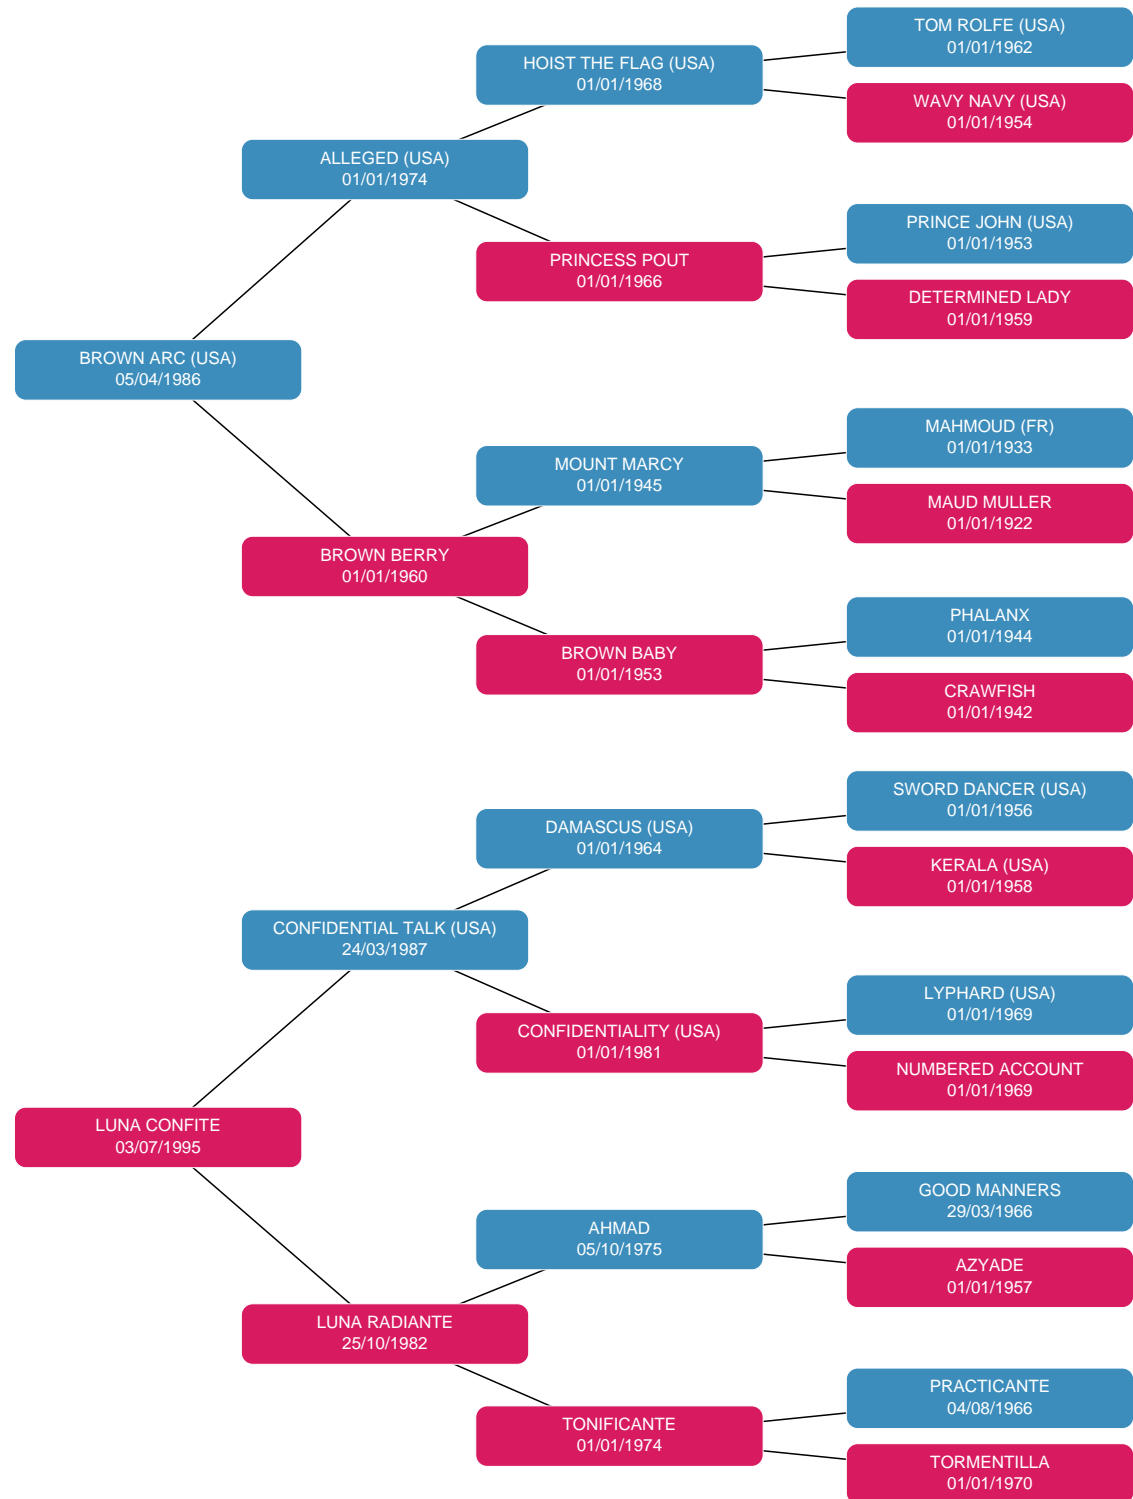 TOM ROLFE (USA)
01/01/1962
HOIST THE FLAG (USA)
01/01/1968
WAVY NAVY (USA)
01/01/1954
ALLEGED (USA)
01/01/1974
PRINCE JOHN (USA)
01/01/1953
PRINCESS POUT
01/01/1966
DETERMINED LADY
01/01/1959
BROWN ARC (USA)
05/04/1986
MAHMOUD (FR)
01/01/1933
MOUNT MARCY
01/01/1945
MAUD MULLER
01/01/1922
BROWN BERRY
01/01/1960
PHALANX
01/01/1944
BROWN BABY
01/01/1953
CRAWFISH
01/01/1942
SWORD DANCER (USA)
01/01/1956
DAMASCUS (USA)
01/01/1964
KERALA (USA)
01/01/1958
CONFIDENTIAL TALK (USA)
24/03/1987
LYPHARD (USA)
01/01/1969
CONFIDENTIALITY (USA)
01/01/1981
NUMBERED ACCOUNT
01/01/1969
LUNA CONFITE
03/07/1995
GOOD MANNERS
29/03/1966
AHMAD
05/10/1975
AZYADE
01/01/1957
LUNA RADIANTE
25/10/1982
PRACTICANTE
04/08/1966
TONIFICANTE
01/01/1974
TORMENTILLA
01/01/1970